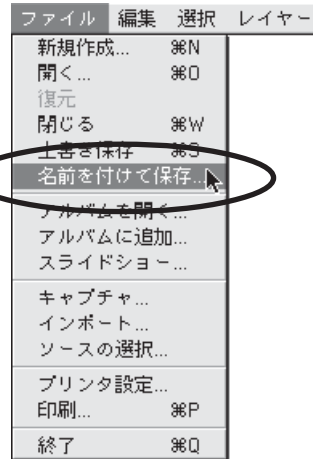 ファイル 編集 選択 レイヤー
新規作成... ⌘N
開く... ⌘O
復元
閉じる ⌘W
上書き保存 ⌘S
名前を付けて保存...
アルバムを開く...
アルバムに追加...
スライドショー...
キャプチャ...
インポート...
ソースの選択...
プリンタ設定...
印刷... ⌘P
終了 ⌘Q